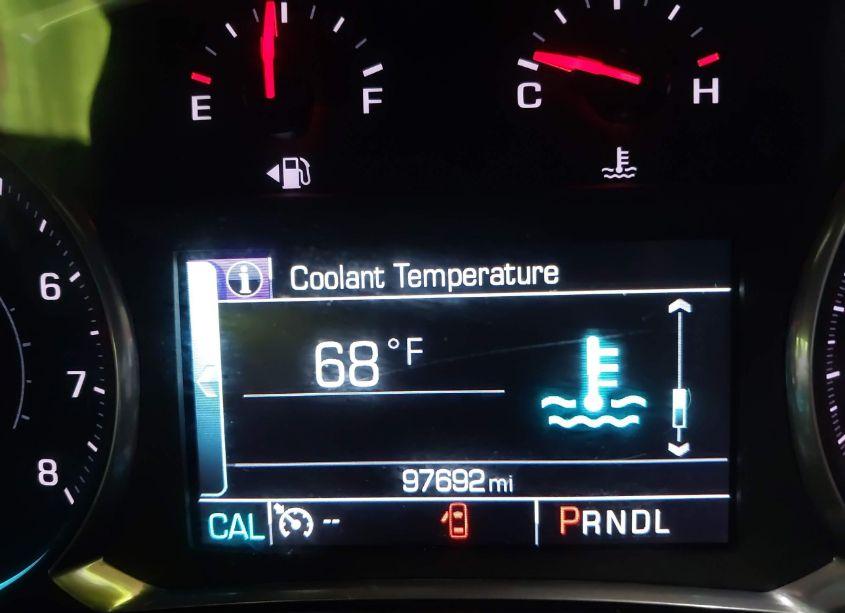 E F C H
6
7
8
i Coolant Temperature
68°F
97692 mi
CAL -- PRNDL